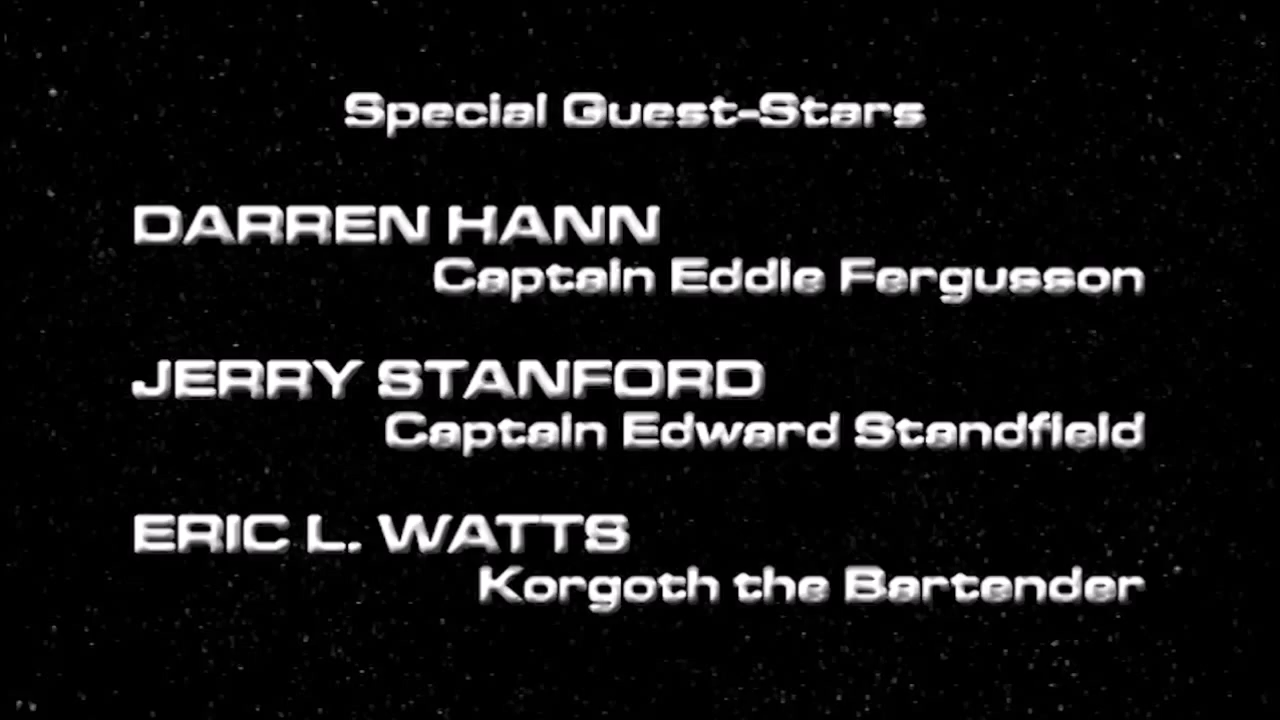 Special Guest-Stars
DARREN HANN
Captain Eddie Fergusson
JERRY STANFORD
Captain Edward Standfield
ERIC L. WATTS
Korgoth the Bartender